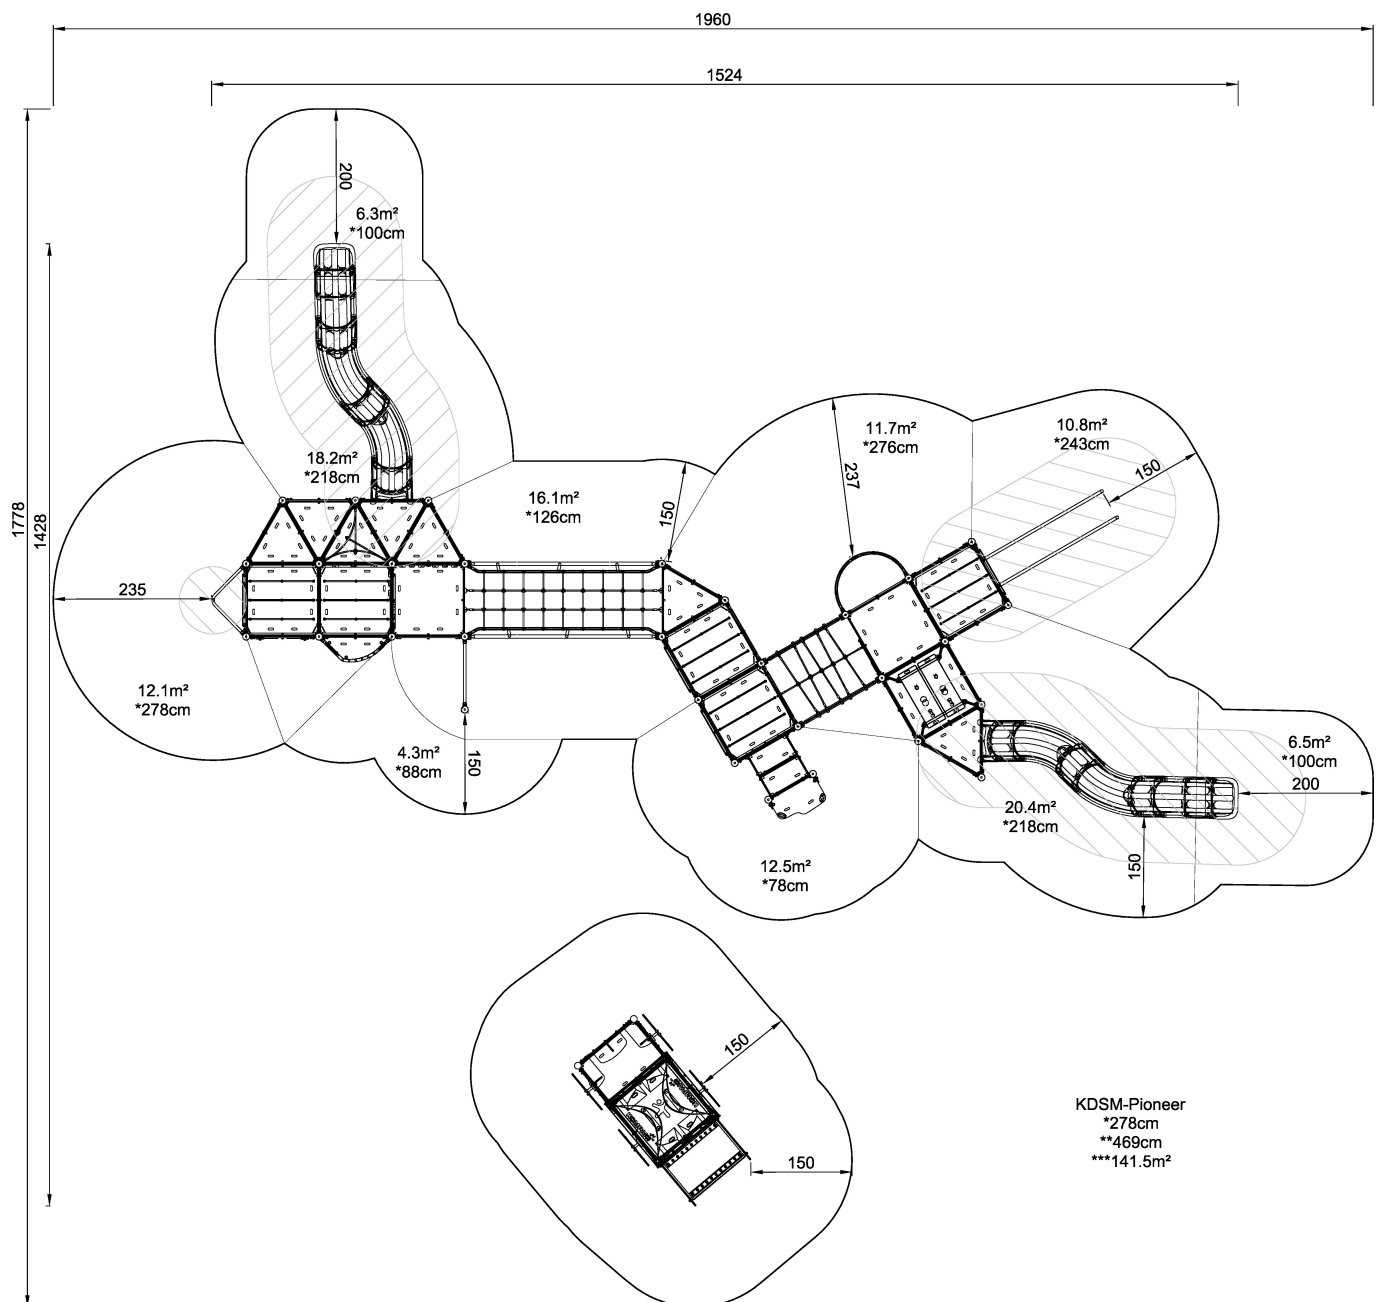 1960
1524
200
6.3m²
*100cm
1778
1428
18.2m²
*218cm
16.1m²
*126cm
150
11.7m²
*276cm
237
10.8m²
*243cm
150
235
12.1m²
*278cm
4.3m²
*88cm
150
6.5m²
*100cm
200
20.4m²
*218cm
150
12.5m²
*78cm
150
150
KDSM-Pioneer
*278cm
**469cm
***141.5m²